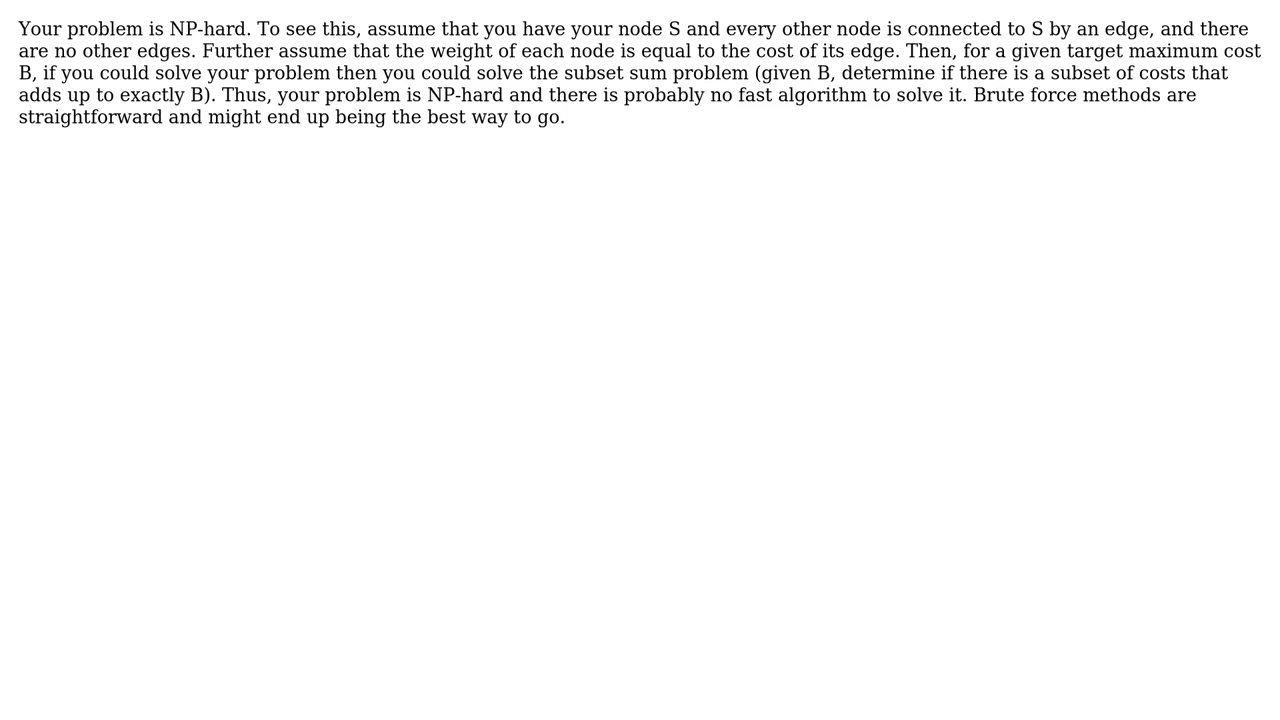 Your problem is NP-hard. To see this, assume that you have your node S and every other node is connected to S by an edge, and there
are no other edges. Further assume that the weight of each node is equal to the cost of its edge. Then, for a given target maximum cost
B, if you could solve your problem then you could solve the subset sum problem (given B, determine if there is a subset of costs that
adds up to exactly B). Thus, your problem is NP-hard and there is probably no fast algorithm to solve it. Brute force methods are
straightforward and might end up being the best way to go.